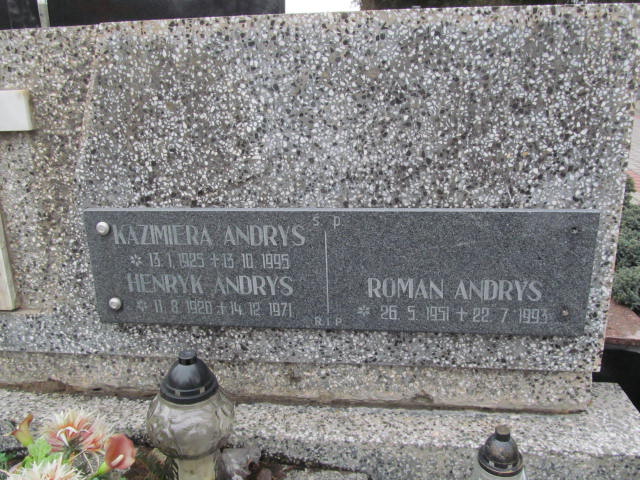 Ś P
KAZIMIERA ANDRYS
* 13. 1. 1925 + 13. 10. 1995
HENRYK ANDRYS
* 11. 8. 1920 + 14. 12. 1971
ROMAN ANDRYS
* 26. 5. 1951 + 22. 7. 1993
R I P